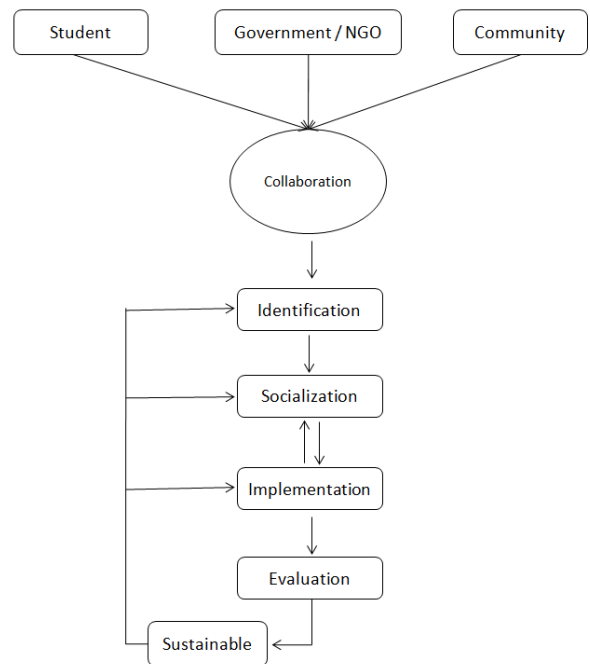 Student
Government / NGO
Community
Collaboration
Identification
Socialization
Implementation
Evaluation
Sustainable